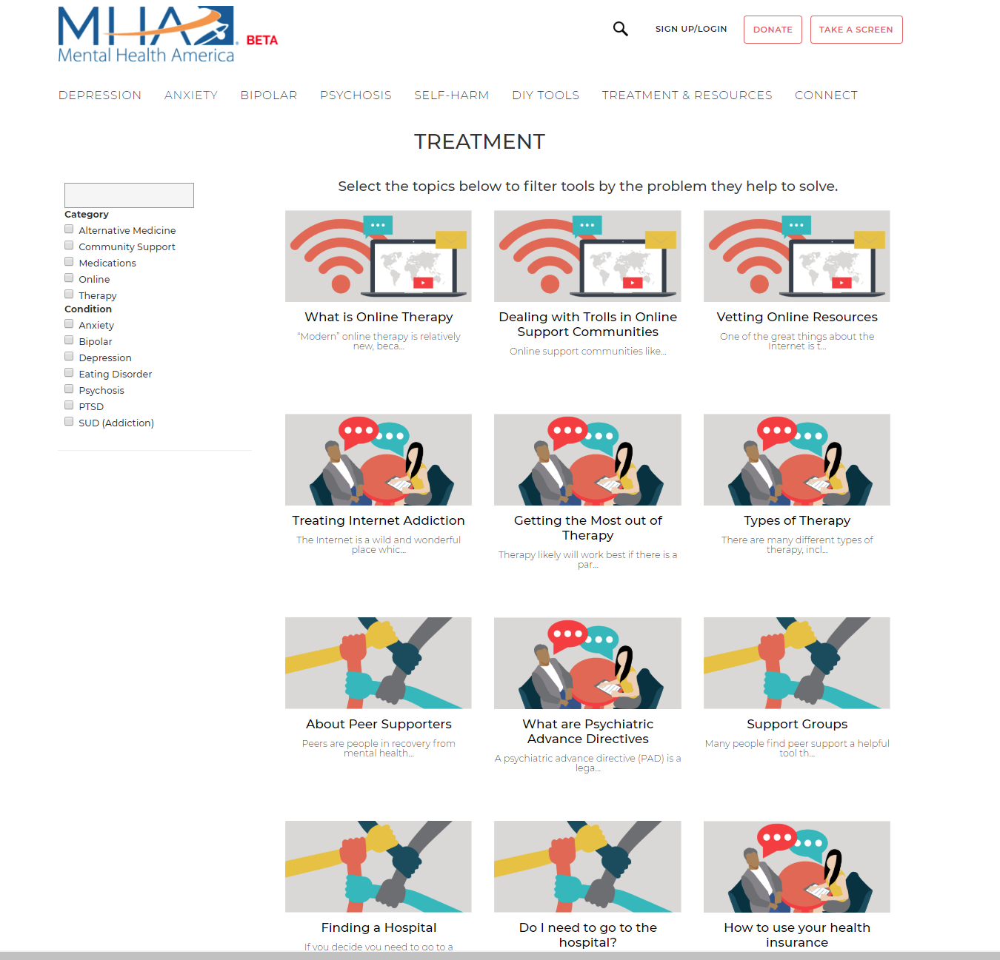 MHA
Mental Health America
BETA
SIGN UP/LOGIN
DONATE
TAKE A SCREEN
DEPRESSION
ANXIETY
BIPOLAR
PSYCHOSIS
SELF-HARM
DIY TOOLS
TREATMENT & RESOURCES
CONNECT
TREATMENT
Select the topics below to filter tools by the problem they help to solve.
Category
Alternative Medicine
Community Support
Medications
Online
Therapy
Condition
Anxiety
Bipolar
Depression
Eating Disorder
Psychosis
PTSD
SUD (Addiction)
What is Online Therapy
“Modern” online therapy is relatively
new, beca...
Dealing with Trolls in Online
Support Communities
Online support communities like...
Vetting Online Resources
One of the great things about the
Internet is t...
Treating Internet Addiction
The Internet is a wild and wonderful
place whic...
Getting the Most out of
Therapy
Therapy likely will work best if there is a
par...
Types of Therapy
There are many different types of
therapy, incl...
About Peer Supporters
Peers are people in recovery from
mental health...
What are Psychiatric
Advance Directives
A psychiatric advance directive (PAD) is a
lega...
Support Groups
Many people find peer support a helpful
tool th...
Finding a Hospital
If you decide you need to go to a
Do I need to go to the
hospital?
How to use your health
insurance